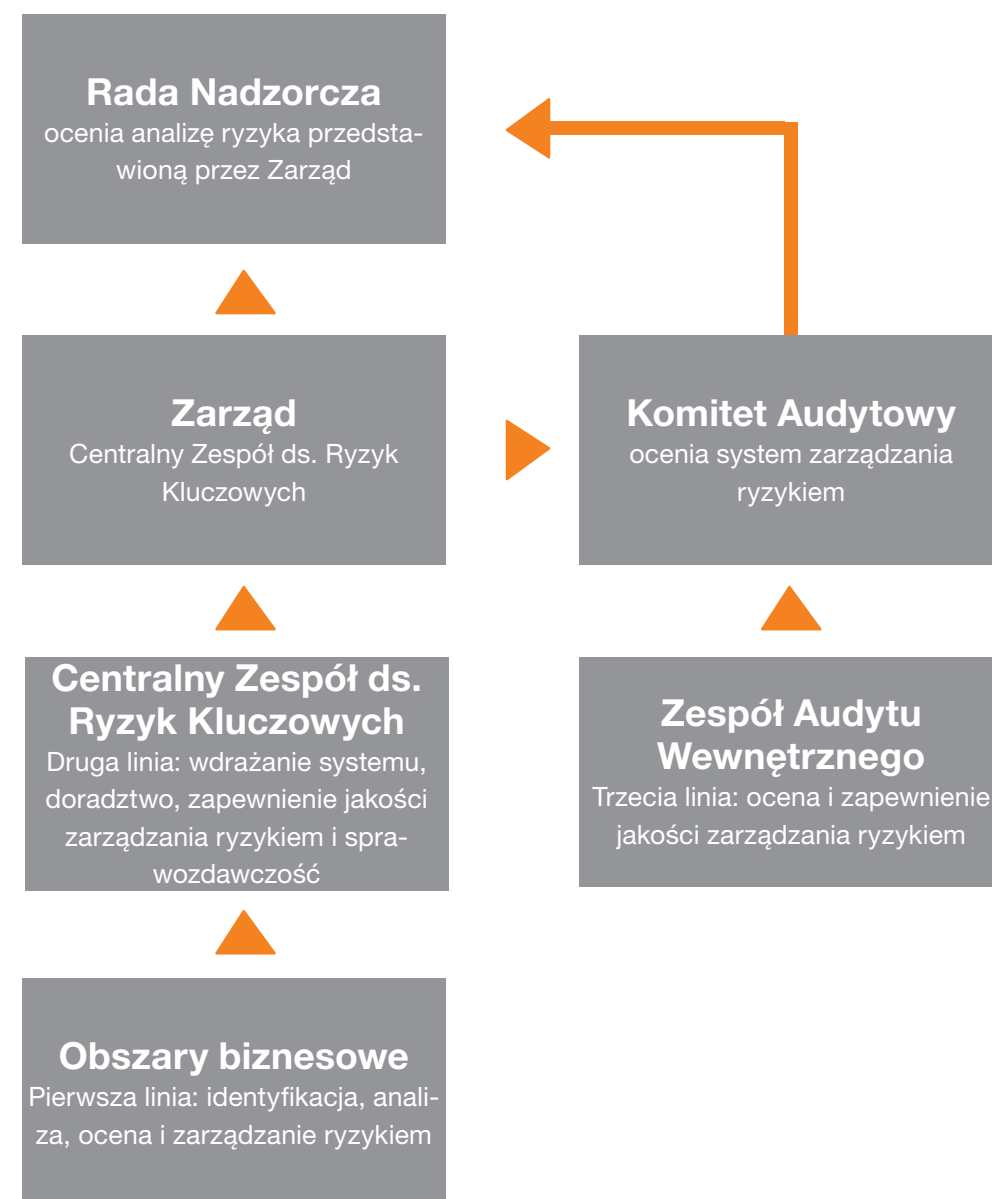 Rada Nadzorcza
ocenia analizę ryzyka przedsta-
wioną przez Zarząd
Zarząd
Centralny Zespół ds. Ryzyk
Kluczowych
Komitet Audytowy
ocenia system zarządzania
ryzykiem
Centralny Zespół ds.
Ryzyk Kluczowych
Druga linia: wdrażanie systemu,
doradztwo, zapewnienie jakości
zarządzania ryzykiem i spra-
wozdawczość
Zespół Audytu
Wewnętrznego
Trzecia linia: ocena i zapewnienie
jakości zarządzania ryzykiem
Obszary biznesowe
Pierwsza linia: identyfikacja, anali-
za, ocena i zarządzanie ryzykiem